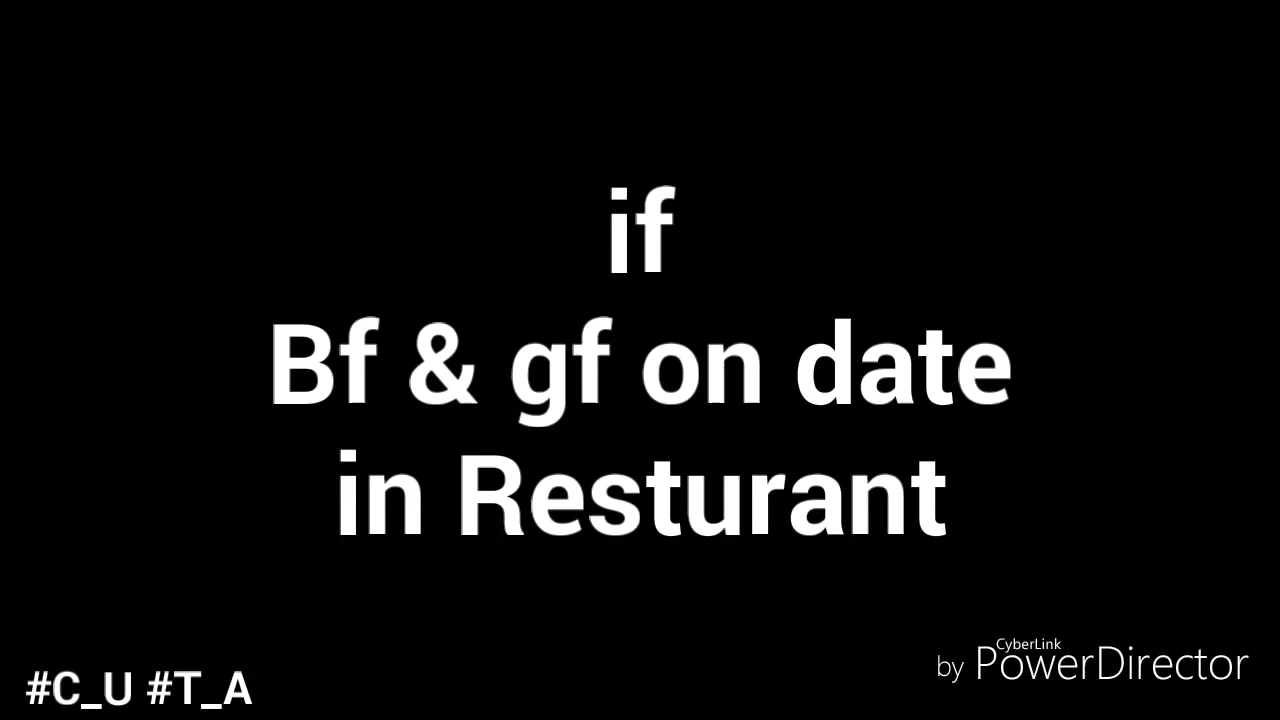 if
Bf & gf on date
in Resturant
CyberLink
by PowerDirector
#C_U #T_A